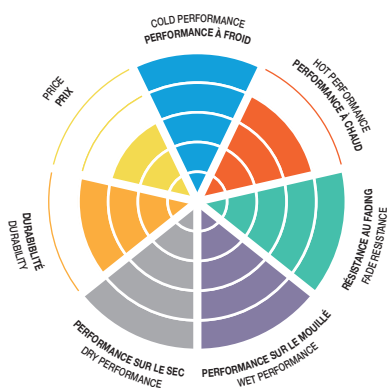 COLD PERFORMANCE
PERFORMANCE À FROID
HOT PERFORMANCE
PERFORMANCE À CHAUD
RÉSISTANCE AU FADING
FADE RESISTANCE
PERFORMANCE SUR LE MOUILLÉ
WET PERFORMANCE
PERFORMANCE SUR LE SEC
DRY PERFORMANCE
DURABIBLITÉ
DURABILITY
PRICE
PRIX